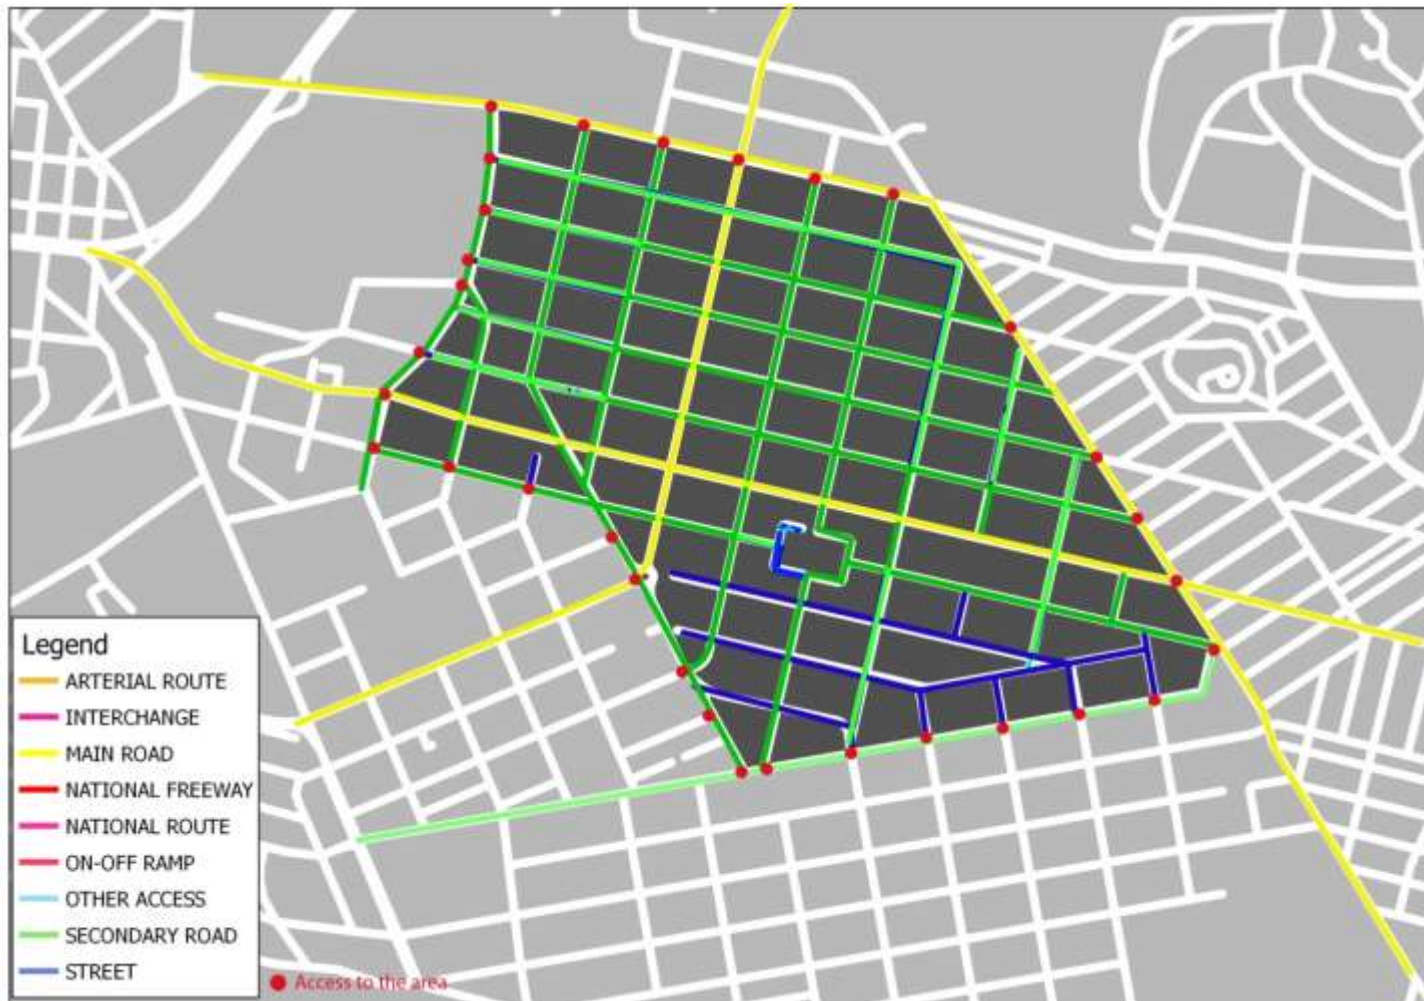 Legend
ARTERIAL ROUTE
INTERCHANGE
MAIN ROAD
NATIONAL FREEWAY
NATIONAL ROUTE
ON-OFF RAMP
OTHER ACCESS
SECONDARY ROAD
STREET
Access to the area